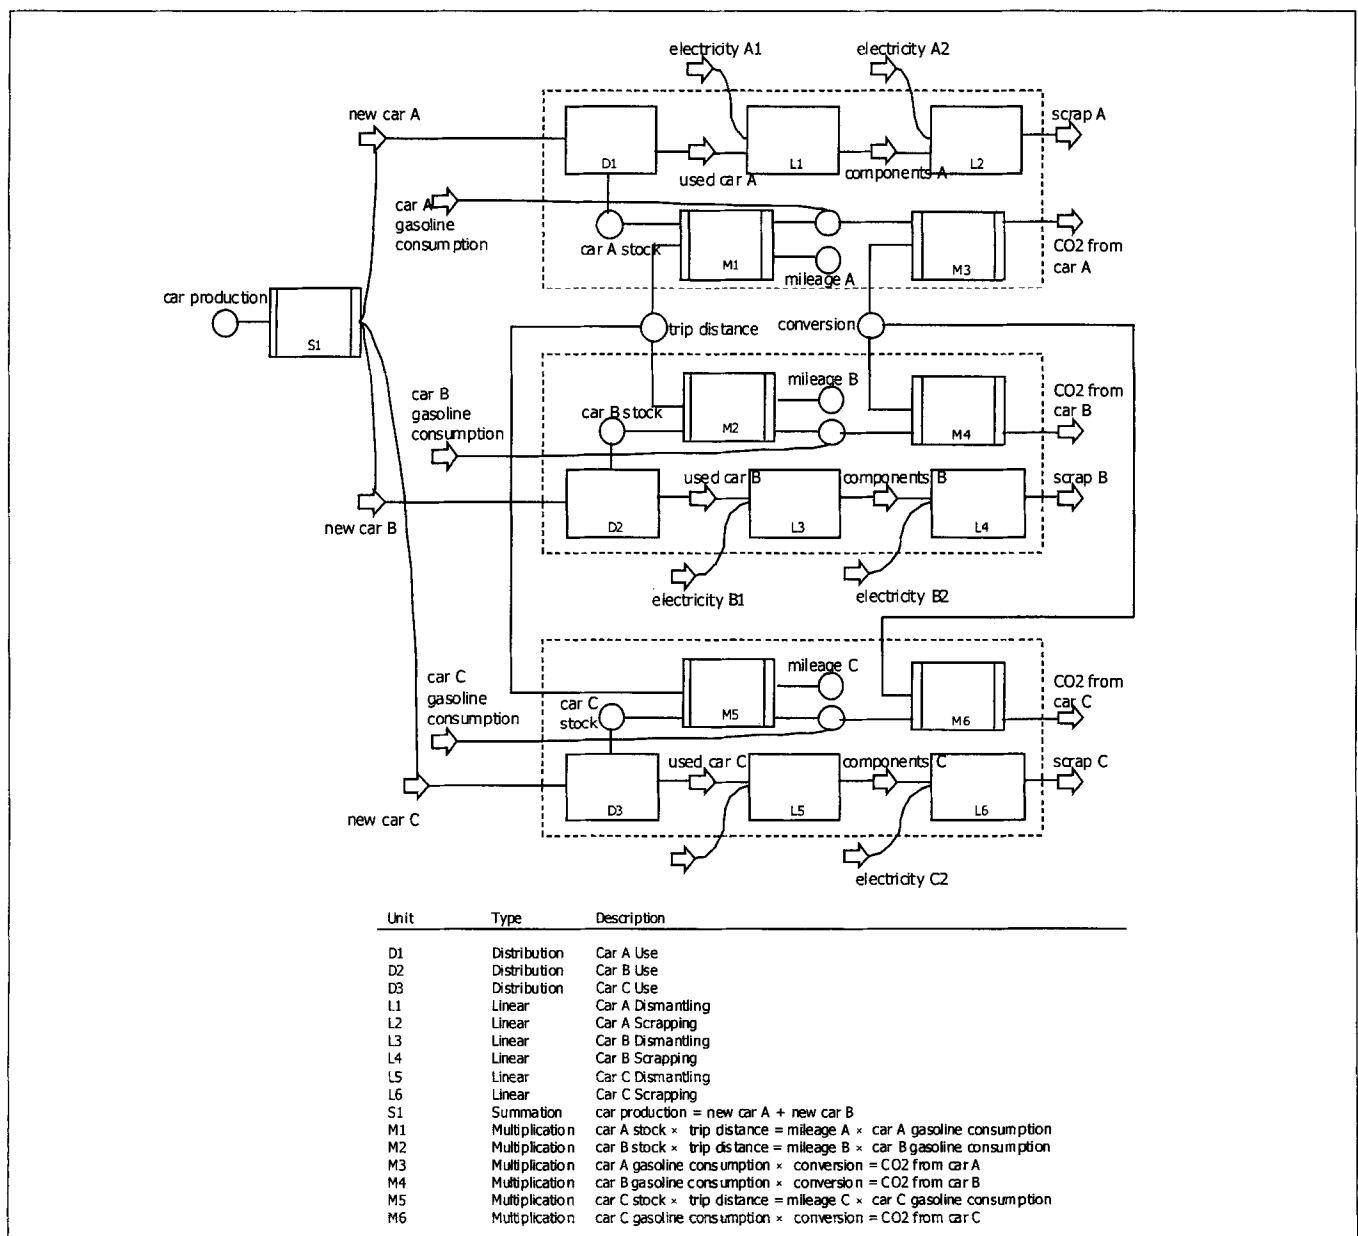 electricity A1
electricity A2
new car A
scrap A
D1
L1
L2
used car A
components A
car A
gasoline
consumption
car A stock
M1
M3
CO2 from
car A
mileage A
car production
S1
trip distance
conversion
car B
gasoline
consumption
mileage B
CO2 from
car B
car B stock
M2
M4
used car B
components B
scrap B
new car B
D2
L3
L4
electricity B1
electricity B2
car C
gasoline
consumption
mileage C
CO2 from
car C
car C
stock
M5
M6
used car C
components C
scrap C
new car C
D3
L5
L6
electricity C2
Unit Type Description
D1 Distribution Car A Use
D2 Distribution Car B Use
D3 Distribution Car C Use
L1 Linear Car A Dismantling
L2 Linear Car A Scrapping
L3 Linear Car B Dismantling
L4 Linear Car B Scrapping
L5 Linear Car C Dismantling
L6 Linear Car C Scrapping
S1 Summation car production = new car A + new car B
M1 Multiplication car A stock × trip distance = mileage A × car A gasoline consumption
M2 Multiplication car B stock × trip distance = mileage B × car B gasoline consumption
M3 Multiplication car A gasoline consumption × conversion = CO2 from car A
M4 Multiplication car B gasoline consumption × conversion = CO2 from car B
M5 Multiplication car C stock × trip distance = mileage C × car C gasoline consumption
M6 Multiplication car C gasoline consumption × conversion = CO2 from car C